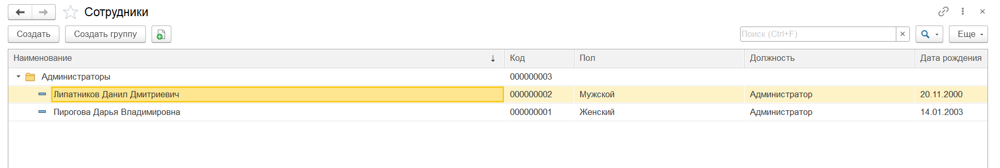 Сотрудники
Создать Создать группу Поиск (Ctrl+F) Еще
Наименование Код Пол Должность Дата рождения
Администраторы 000000003
Липатников Данил Дмитриевич 000000002 Мужской Администратор 20.11.2000
Пирогова Дарья Владимировна 000000001 Женский Администратор 14.01.2003